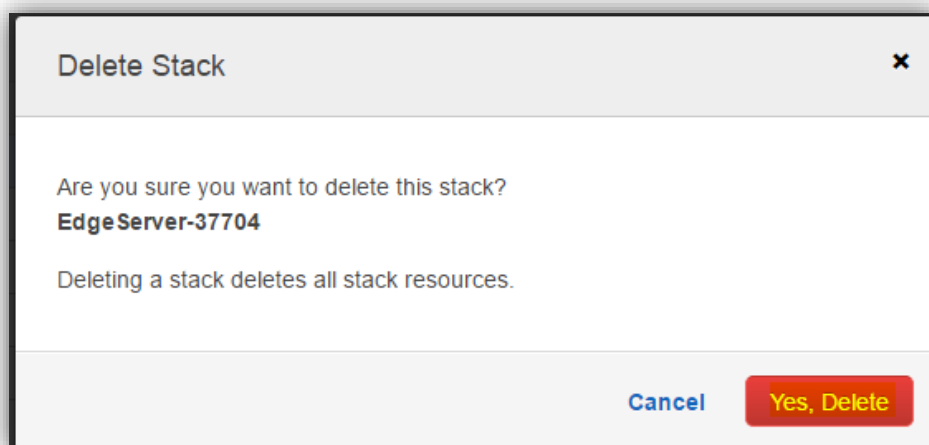 Delete Stack
×
Are you sure you want to delete this stack?
EdgeServer-37704
Deleting a stack deletes all stack resources.
Cancel
Yes, Delete